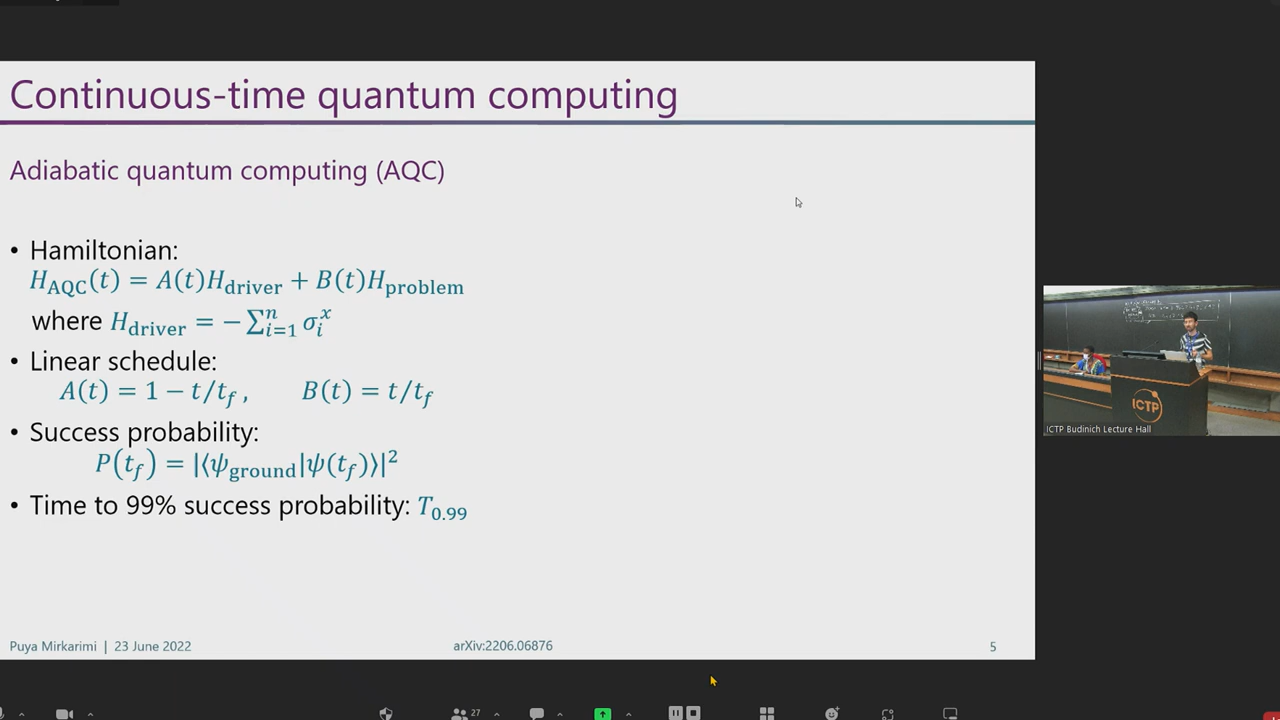 Continuous-time quantum computing
Adiabatic quantum computing (AQC)
• Hamiltonian:
H_AQC(t) = A(t)H_driver + B(t)H_problem
where H_driver = −∑_{i=1}^{n} σ_i^x
• Linear schedule:
A(t) = 1 − t/t_f ,    B(t) = t/t_f
• Success probability:
P(t_f) = |⟨ψ_ground|ψ(t_f)⟩|²
• Time to 99% success probability: T_0.99
Puya Mirkarimi | 23 June 2022
arXiv:2206.06876
5
ICTP
ICTP Budinich Lecture Hall
27